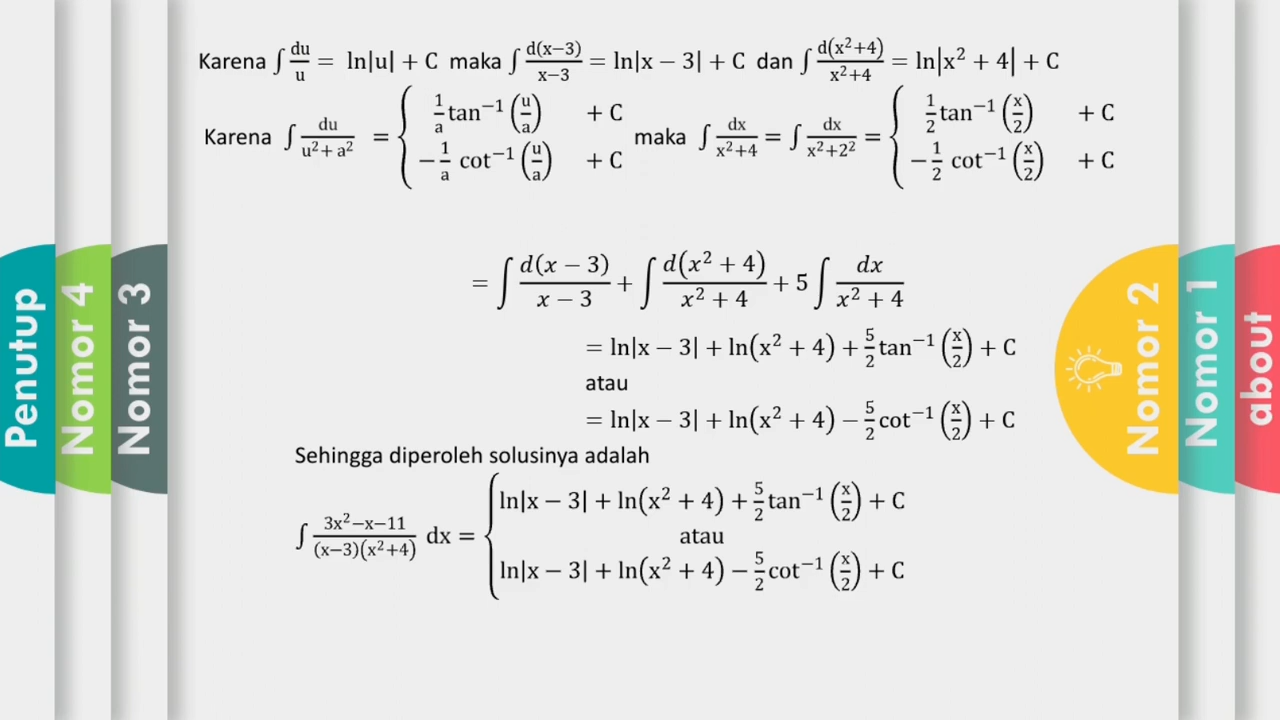 Karena ∫ du/u = ln|u| + C maka ∫ d(x−3)/x−3 = ln|x − 3| + C dan ∫ d(x²+4)/x²+4 = ln|x² + 4| + C
Karena ∫ du/u²+ a² = { 1/a tan⁻¹ (u/a) + C maka ∫ dx/x²+4 = ∫ dx/x²+2² = { 1/2 tan⁻¹ (x/2) + C
− 1/a cot⁻¹ (u/a) + C − 1/2 cot⁻¹ (x/2) + C
= ∫ d(x − 3)/x − 3 + ∫ d(x² + 4)/x² + 4 + 5 ∫ dx/x² + 4
= ln|x − 3| + ln(x² + 4) + 5/2 tan⁻¹ (x/2) + C
atau
= ln|x − 3| + ln(x² + 4) − 5/2 cot⁻¹ (x/2) + C
Sehingga diperoleh solusinya adalah
∫ 3x²−x−11/(x−3)(x²+4) dx = { ln|x − 3| + ln(x² + 4) + 5/2 tan⁻¹ (x/2) + C
atau
ln|x − 3| + ln(x² + 4) − 5/2 cot⁻¹ (x/2) + C
Penutup
Nomor 4
Nomor 3
Nomor 2
Nomor 1
about